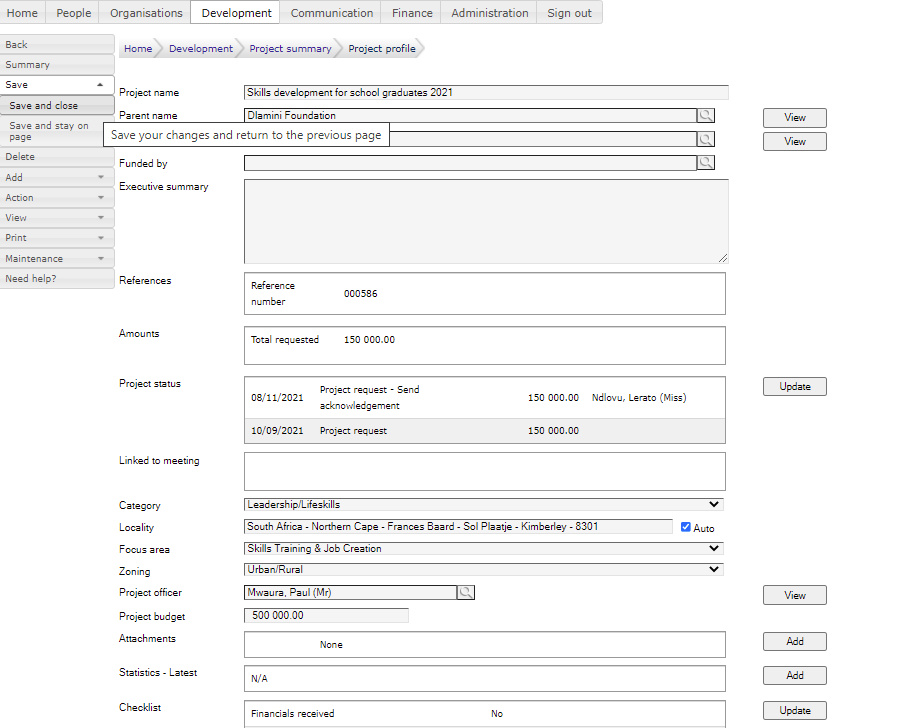 Home People Organisations Development Communication Finance Administration Sign out
Back
Summary
Save
Save and close
Save and stay on
page
Delete
Add
Action
View
Print
Maintenance
Need help?
Home Development Project summary Project profile
Project name Skills development for school graduates 2021
Parent name Dlamini Foundation View
Save your changes and return to the previous page View
Funded by
Executive summary
References Reference
number 000586
Amounts Total requested 150 000.00
Project status Update
08/11/2021 Project request - Send
acknowledgement 150 000.00 Ndlovu, Lerato (Miss)
10/09/2021 Project request 150 000.00
Linked to meeting
Category Leadership/Lifeskills
Locality South Africa - Northern Cape - Frances Baard - Sol Plaatje - Kimberley - 8301 Auto
Focus area Skills Training & Job Creation
Zoning Urban/Rural
Project officer Mwaura, Paul (Mr) View
Project budget 500 000.00
Attachments None Add
Statistics - Latest N/A Add
Checklist Financials received No Update